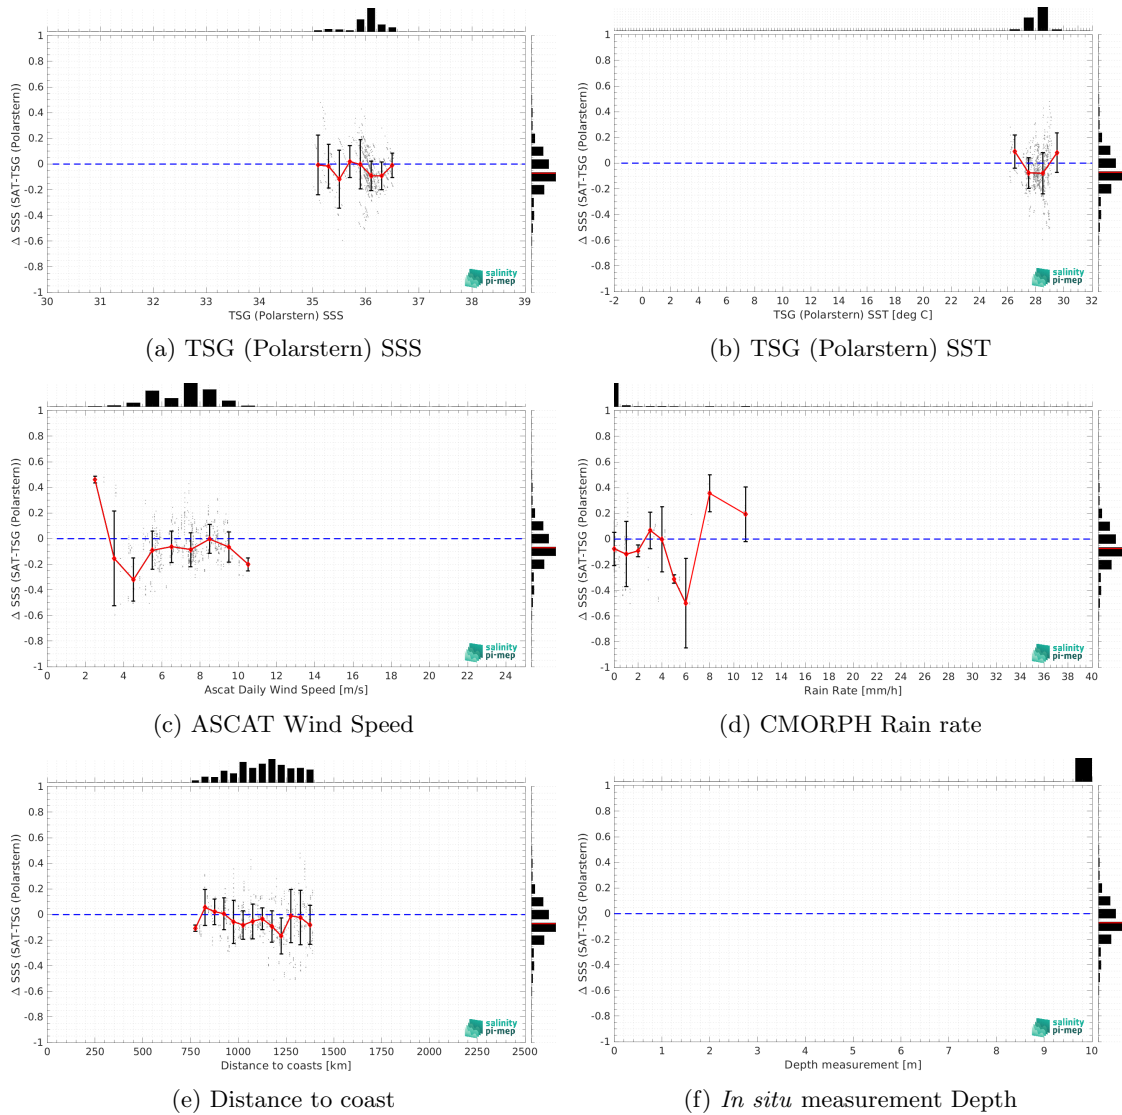 1
0.8
0.6
0.4
0.2
0
-0.2
-0.4
-0.6
-0.8
-1
Δ SSS (SAT-TSG (Polarstern))
30 31 32 33 34 35 36 37 38 39
TSG (Polarstern) SSS
salinity
pi-mep
(a) TSG (Polarstern) SSS
1
0.8
0.6
0.4
0.2
0
-0.2
-0.4
-0.6
-0.8
-1
Δ SSS (SAT-TSG (Polarstern))
-2 0 2 4 6 8 10 12 14 16 18 20 22 24 26 28 30 32
TSG (Polarstern) SST [deg C]
salinity
pi-mep
(b) TSG (Polarstern) SST
1
0.8
0.6
0.4
0.2
0
-0.2
-0.4
-0.6
-0.8
-1
Δ SSS (SAT-TSG (Polarstern))
0 2 4 6 8 10 12 14 16 18 20 22 24
Ascat Daily Wind Speed [m/s]
salinity
pi-mep
(c) ASCAT Wind Speed
1
0.8
0.6
0.4
0.2
0
-0.2
-0.4
-0.6
-0.8
-1
Δ SSS (SAT-TSG (Polarstern))
0 2 4 6 8 10 12 14 16 18 20 22 24 26 28 30 32 34 36 38 40
Rain Rate [mm/h]
salinity
pi-mep
(d) CMORPH Rain rate
1
0.8
0.6
0.4
0.2
0
-0.2
-0.4
-0.6
-0.8
-1
Δ SSS (SAT-TSG (Polarstern))
0 250 500 750 1000 1250 1500 1750 2000 2250 2500
Distance to coasts [km]
salinity
pi-mep
(e) Distance to coast
1
0.8
0.6
0.4
0.2
0
-0.2
-0.4
-0.6
-0.8
-1
Δ SSS (SAT-TSG (Polarstern))
0 1 2 3 4 5 6 7 8 9 10
Depth measurement [m]
salinity
pi-mep
(f) In situ measurement Depth